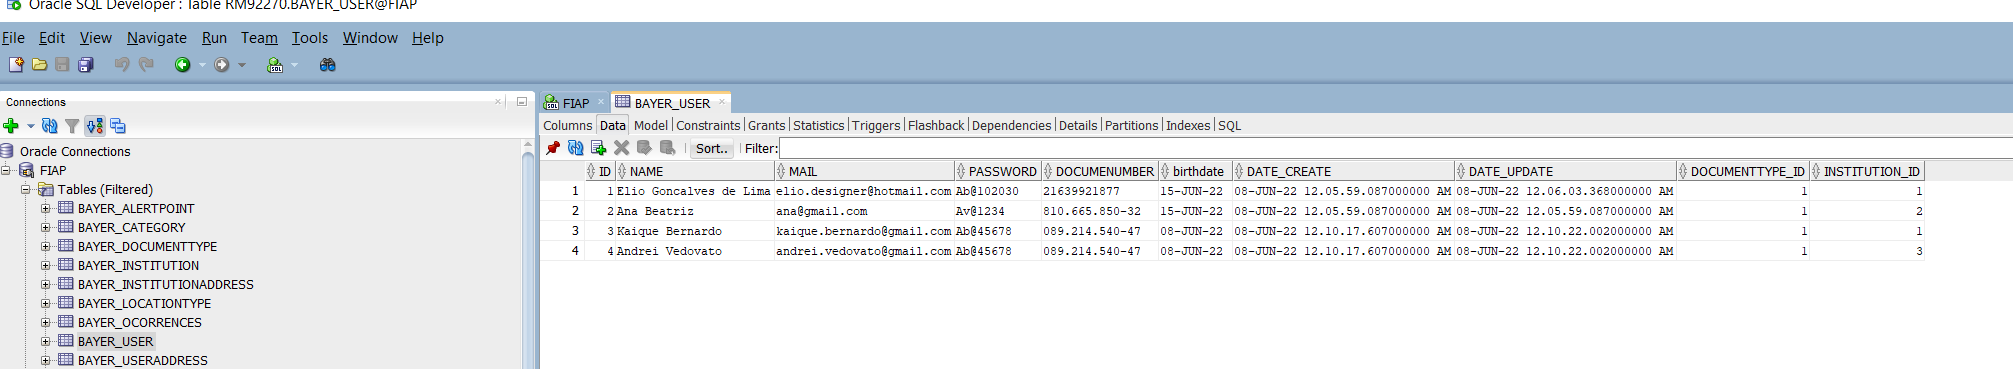 Oracle SQL Developer : Table RM92270.BAYER_USER@FIAP
File Edit View Navigate Run Team Tools Window Help
Connections
Oracle Connections
FIAP
Tables (Filtered)
BAYER_ALERTPOINT
BAYER_CATEGORY
BAYER_DOCUMENTTYPE
BAYER_INSTITUTION
BAYER_INSTITUTIONADDRESS
BAYER_LOCATIONTYPE
BAYER_OCORRENCES
BAYER_USER
BAYER_USERADDRESS
FIAP BAYER_USER
Columns Data Model Constraints Grants Statistics Triggers Flashback Dependencies Details Partitions Indexes SQL
Sort.. Filter:
ID NAME MAIL PASSWORD DOCUMENUMBER birthdate DATE_CREATE DATE_UPDATE DOCUMENTTYPE_ID INSTITUTION_ID
1 1 Elio Goncalves de Lima elio.designer@hotmail.com Ab@102030 21639921877 15-JUN-22 08-JUN-22 12.05.59.087000000 AM 08-JUN-22 12.06.03.368000000 AM 1 1
2 2 Ana Beatriz ana@gmail.com Av@1234 810.665.850-32 15-JUN-22 08-JUN-22 12.05.59.087000000 AM 08-JUN-22 12.05.59.087000000 AM 1 2
3 3 Kaique Bernardo kaique.bernardo@gmail.com Ab@45678 089.214.540-47 08-JUN-22 08-JUN-22 12.10.17.607000000 AM 08-JUN-22 12.10.22.002000000 AM 1 1
4 4 Andrei Vedovato andrei.vedovato@gmail.com Ab@45678 089.214.540-47 08-JUN-22 08-JUN-22 12.10.17.607000000 AM 08-JUN-22 12.10.22.002000000 AM 1 3